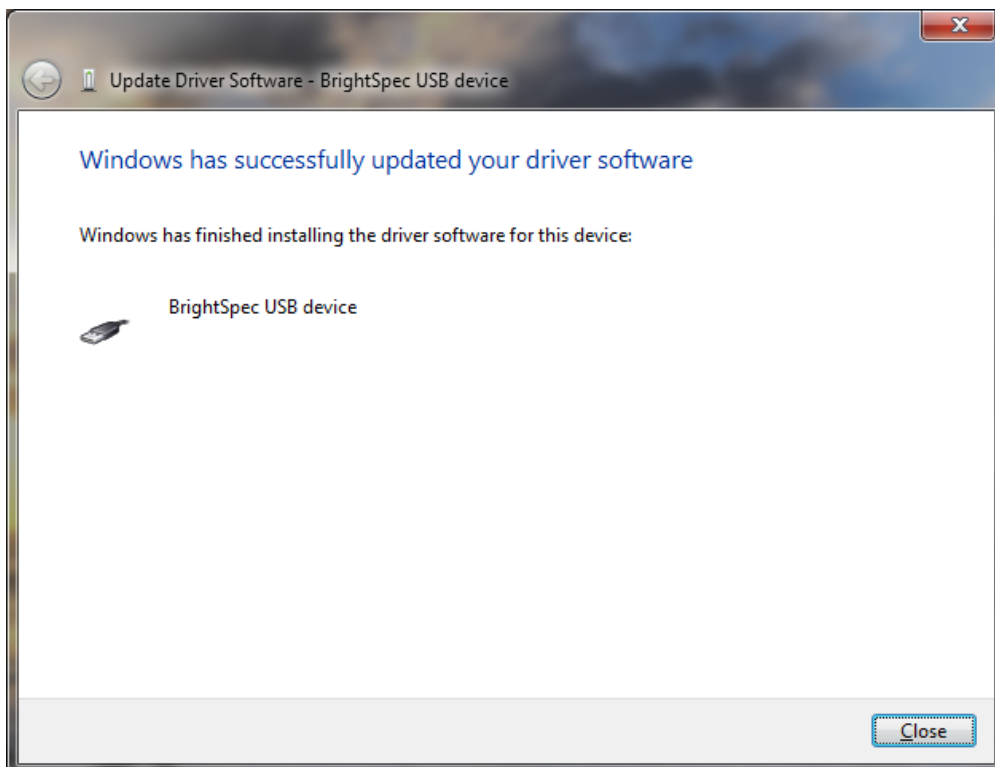 Update Driver Software - BrightSpec USB device
Windows has successfully updated your driver software
Windows has finished installing the driver software for this device:
BrightSpec USB device
Close